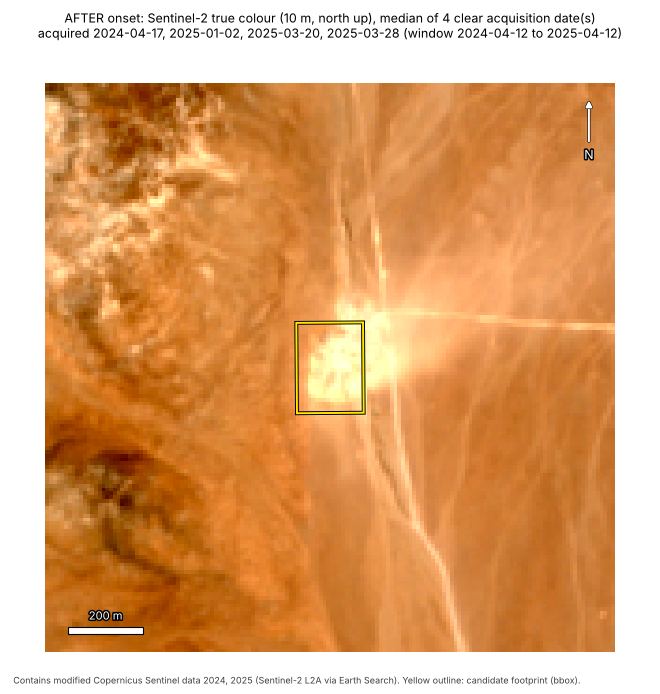 AFTER onset: Sentinel-2 true colour (10 m, north up), median of 4 clear acquisition date(s)
acquired 2024-04-17, 2025-01-02, 2025-03-20, 2025-03-28 (window 2024-04-12 to 2025-04-12)
N
200 m
Contains modified Copernicus Sentinel data 2024, 2025 (Sentinel-2 L2A via Earth Search). Yellow outline: candidate footprint (bbox).